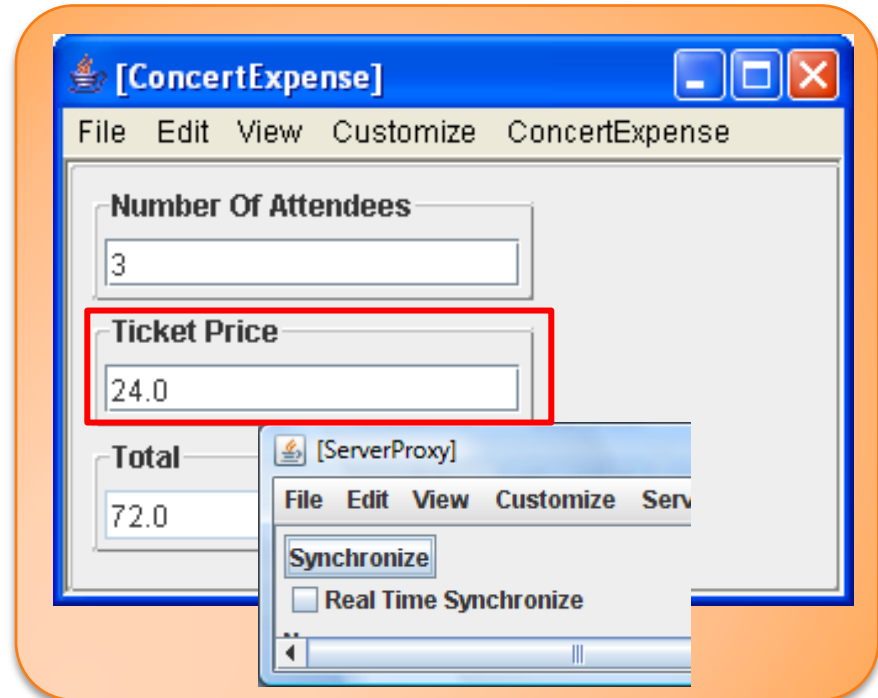 [ConcertExpense]
File Edit View Customize ConcertExpense
Number Of Attendees
3
Ticket Price
24.0
Total
72.0
[ServerProxy]
File Edit View Customize Serv
Synchronize
Real Time Synchronize